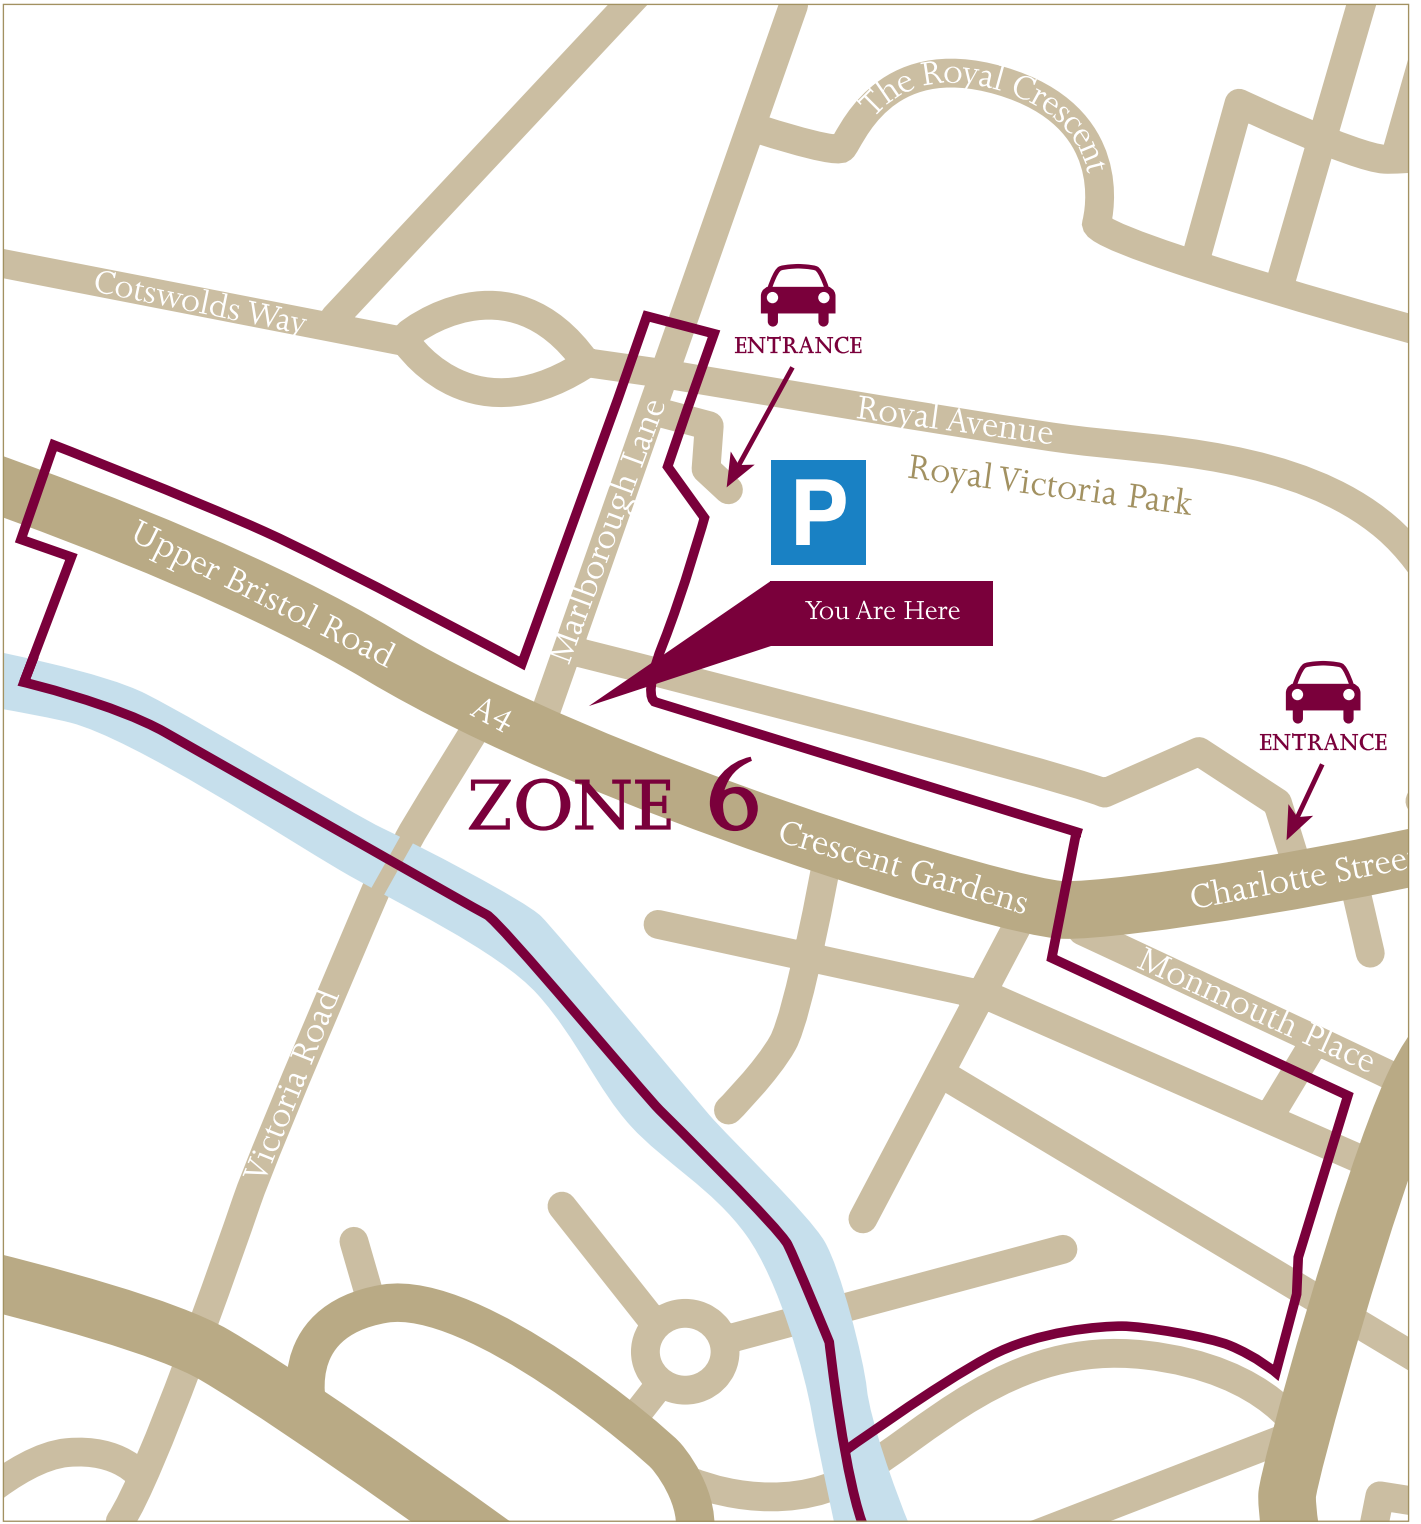 The Royal Crescent
Cotswolds Way
ENTRANCE
Royal Avenue
Royal Victoria Park
Marlborough Lane
P
Upper Bristol Road
You Are Here
A4
ENTRANCE
ZONE 6
Crescent Gardens
Charlotte Stree
Monmouth Place
Victoria Road